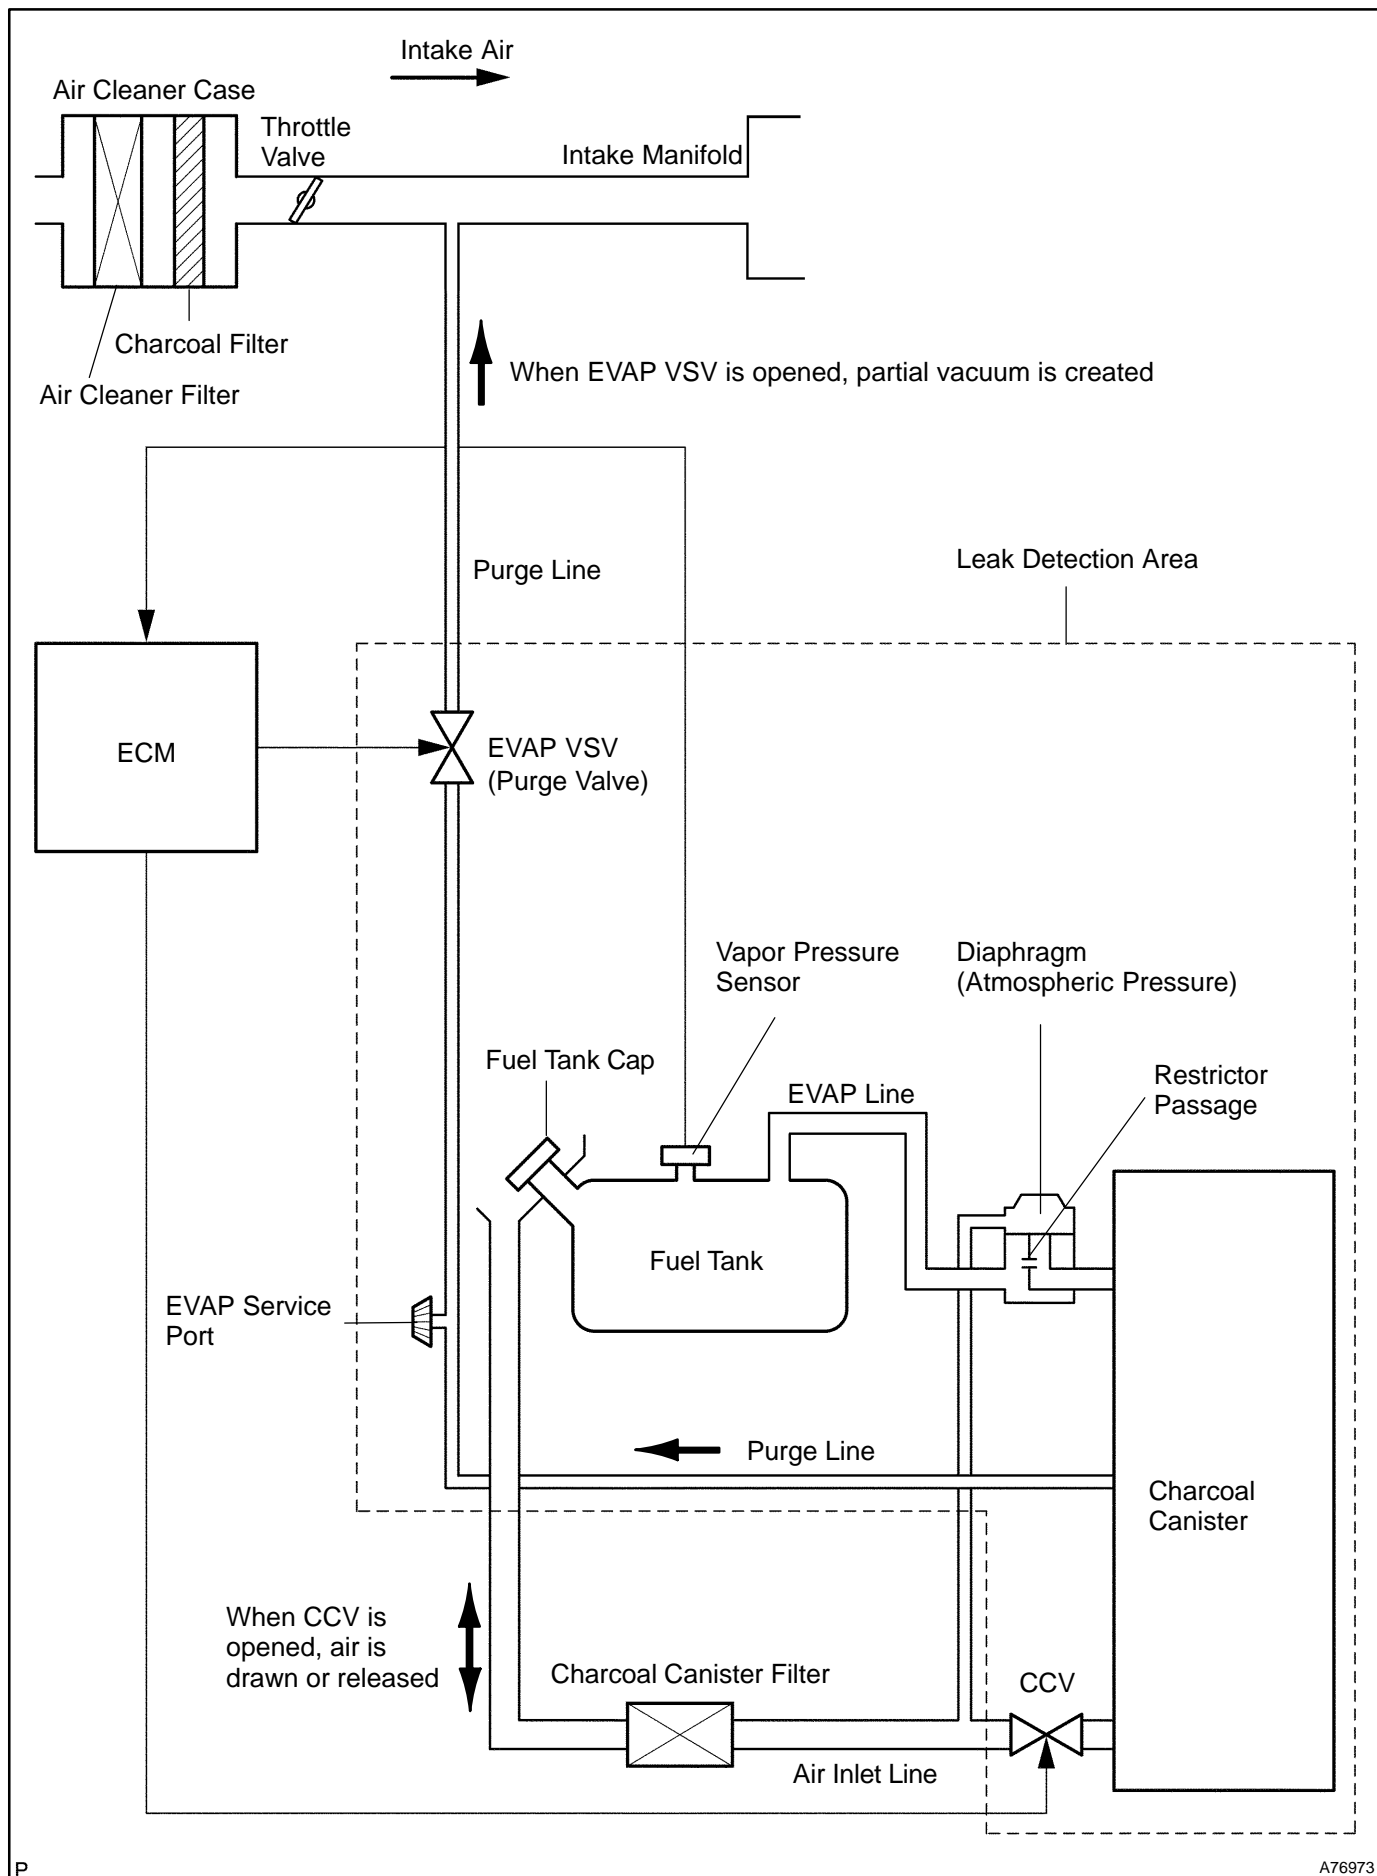 Intake Air
Air Cleaner Case
Throttle
Valve
Intake Manifold
Charcoal Filter
Air Cleaner Filter
When EVAP VSV is opened, partial vacuum is created
Purge Line
Leak Detection Area
ECM
EVAP VSV
(Purge Valve)
Vapor Pressure
Sensor
Diaphragm
(Atmospheric Pressure)
Fuel Tank Cap
EVAP Line
Restrictor
Passage
Fuel Tank
EVAP Service
Port
Purge Line
Charcoal
Canister
When CCV is
opened, air is
drawn or released
Charcoal Canister Filter
CCV
Air Inlet Line
P
A76973